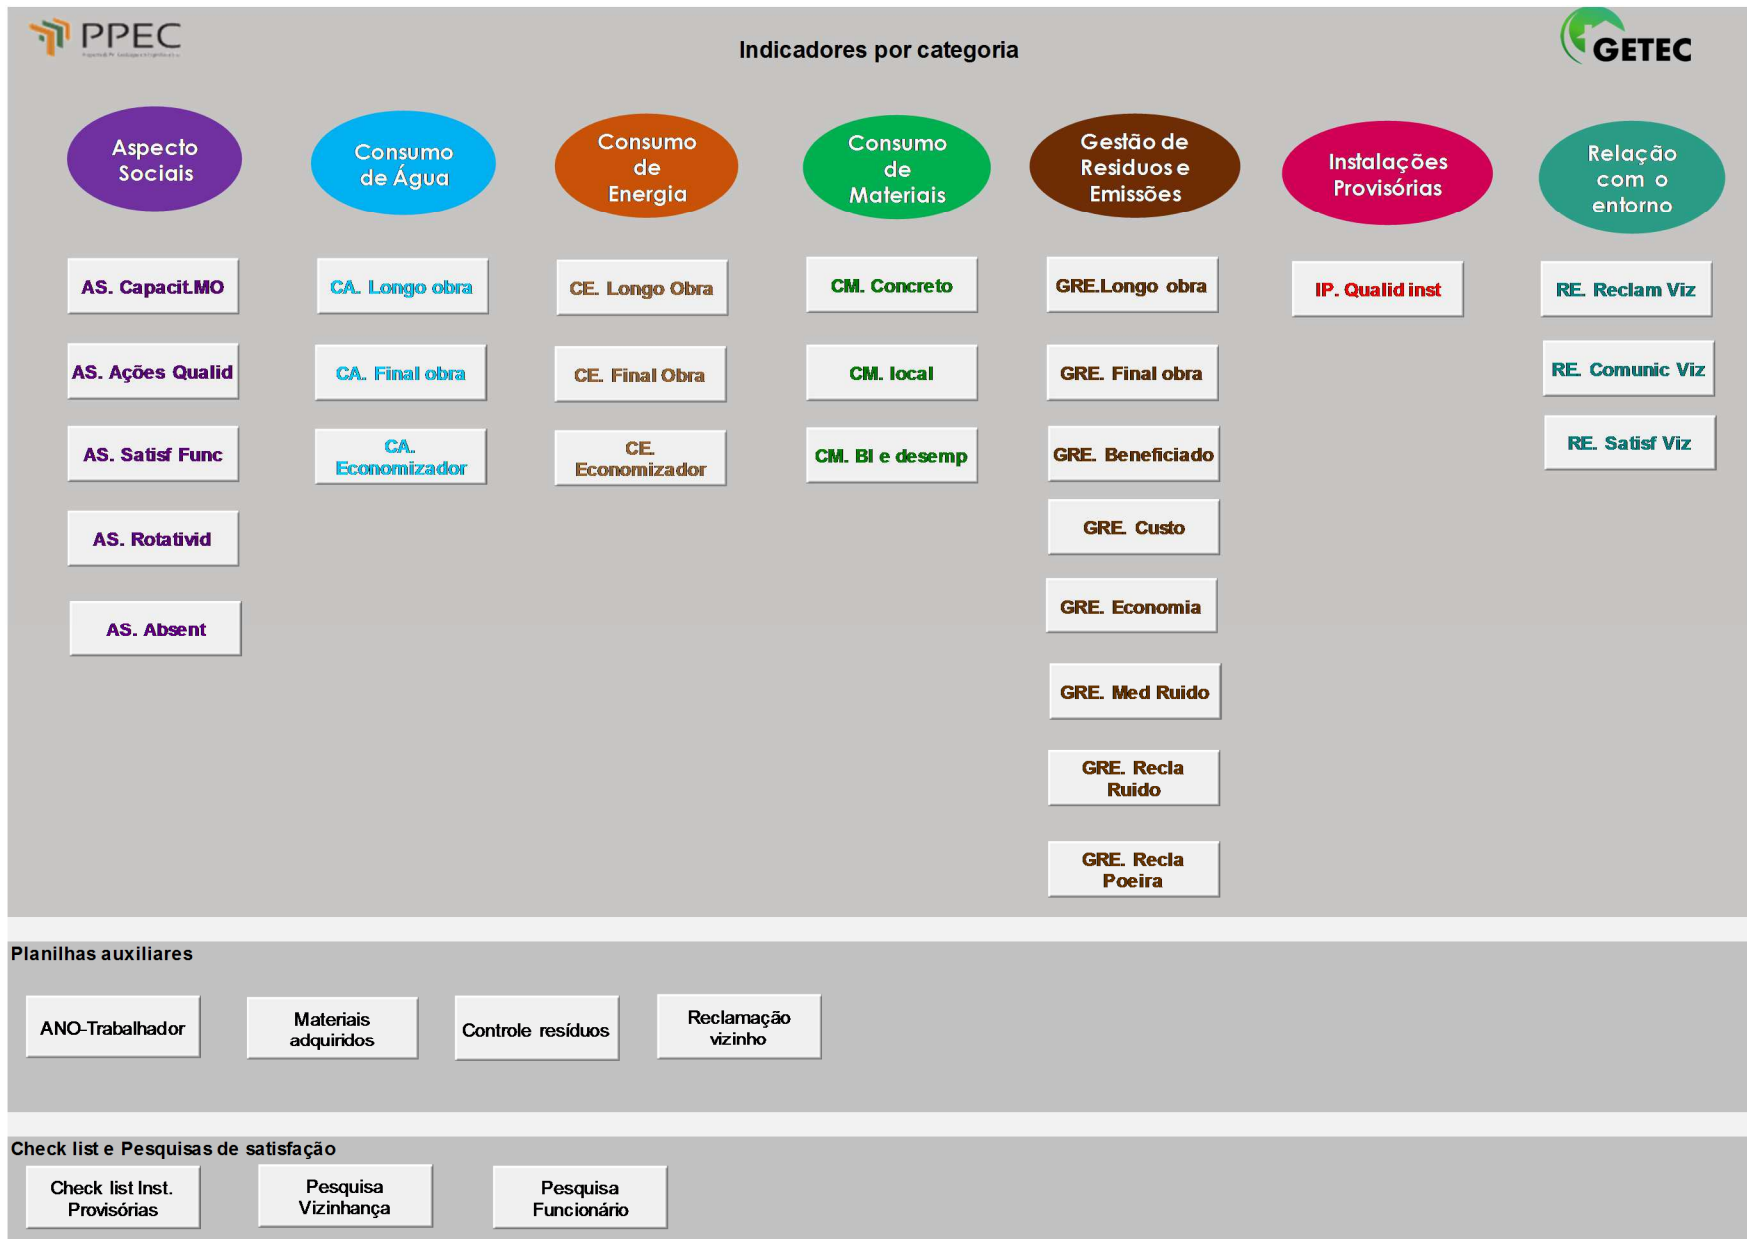 PPEC
Indicadores por categoria
GETEC
Aspecto
Sociais
Consumo
de Água
Consumo
de
Energia
Consumo
de
Materiais
Gestão de
Residuos e
Emissões
Instalações
Provisórias
Relação
com o
entorno
AS. Capacit.MO
AS. Ações Qualid
AS. Satisf Func
AS. Rotativid
AS. Absent
CA. Longo obra
CA. Final obra
CA.
Economizador
CE. Longo Obra
CE. Final Obra
CE.
Economizador
CM. Concreto
CM. local
CM. BI e desemp
GRE.Longo obra
GRE. Final obra
GRE. Beneficiado
GRE. Custo
GRE. Economia
GRE. Med Ruido
GRE. Recla
Ruido
GRE. Recla
Poeira
IP. Qualid inst
RE. Reclam Viz
RE. Comunic Viz
RE. Satisf Viz
Planilhas auxiliares
ANO-Trabalhador
Materiais
adquiridos
Controle resíduos
Reclamação
vizinho
Check list e Pesquisas de satisfação
Check list Inst.
Provisórias
Pesquisa
Vizinhança
Pesquisa
Funcionário